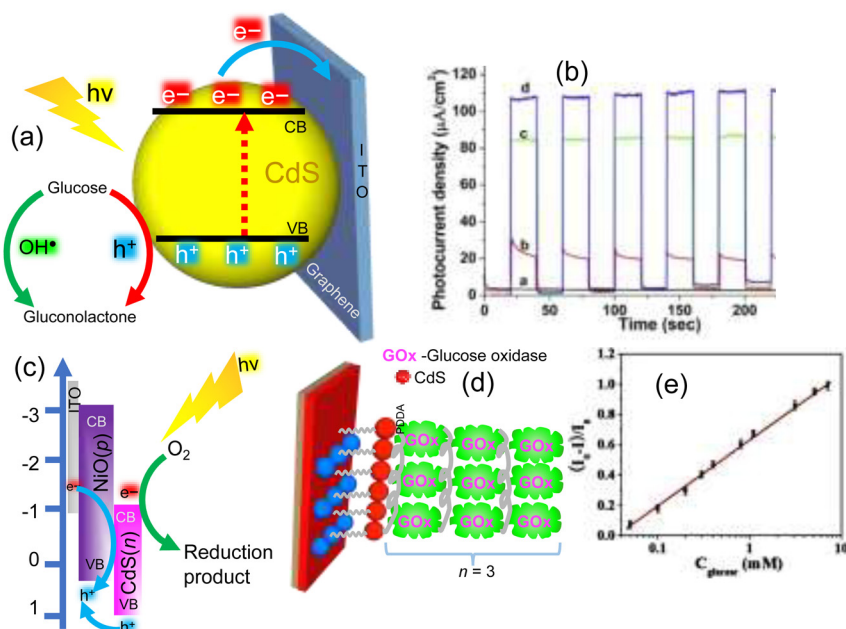 (a)
hν
e−
e− e− e−
CB
CdS
VB
h⁺ h⁺ h⁺
ITO
Graphene
Glucose
OH•
h⁺
Gluconolactone
(b)
Photocurrent density (μA/cm²)
120
100
80
60
40
20
0
d
c
b
a
0 50 100 150 200
Time (sec)
(c)
-3
-2
-1
0
1
ITO
CB
NiO(p)
VB
e−
h⁺
e−
CB
CdS(n)
VB
h⁺
hν
O₂
Reduction
product
GOx -Glucose oxidase
CdS
(d)
PDDA
GOx GOx GOx
GOx GOx GOx
GOx GOx GOx
n = 3
(e)
(I₀-I)/I₀
1.0
0.8
0.6
0.4
0.2
0.0
0.1 1 10
C glucose (mM)